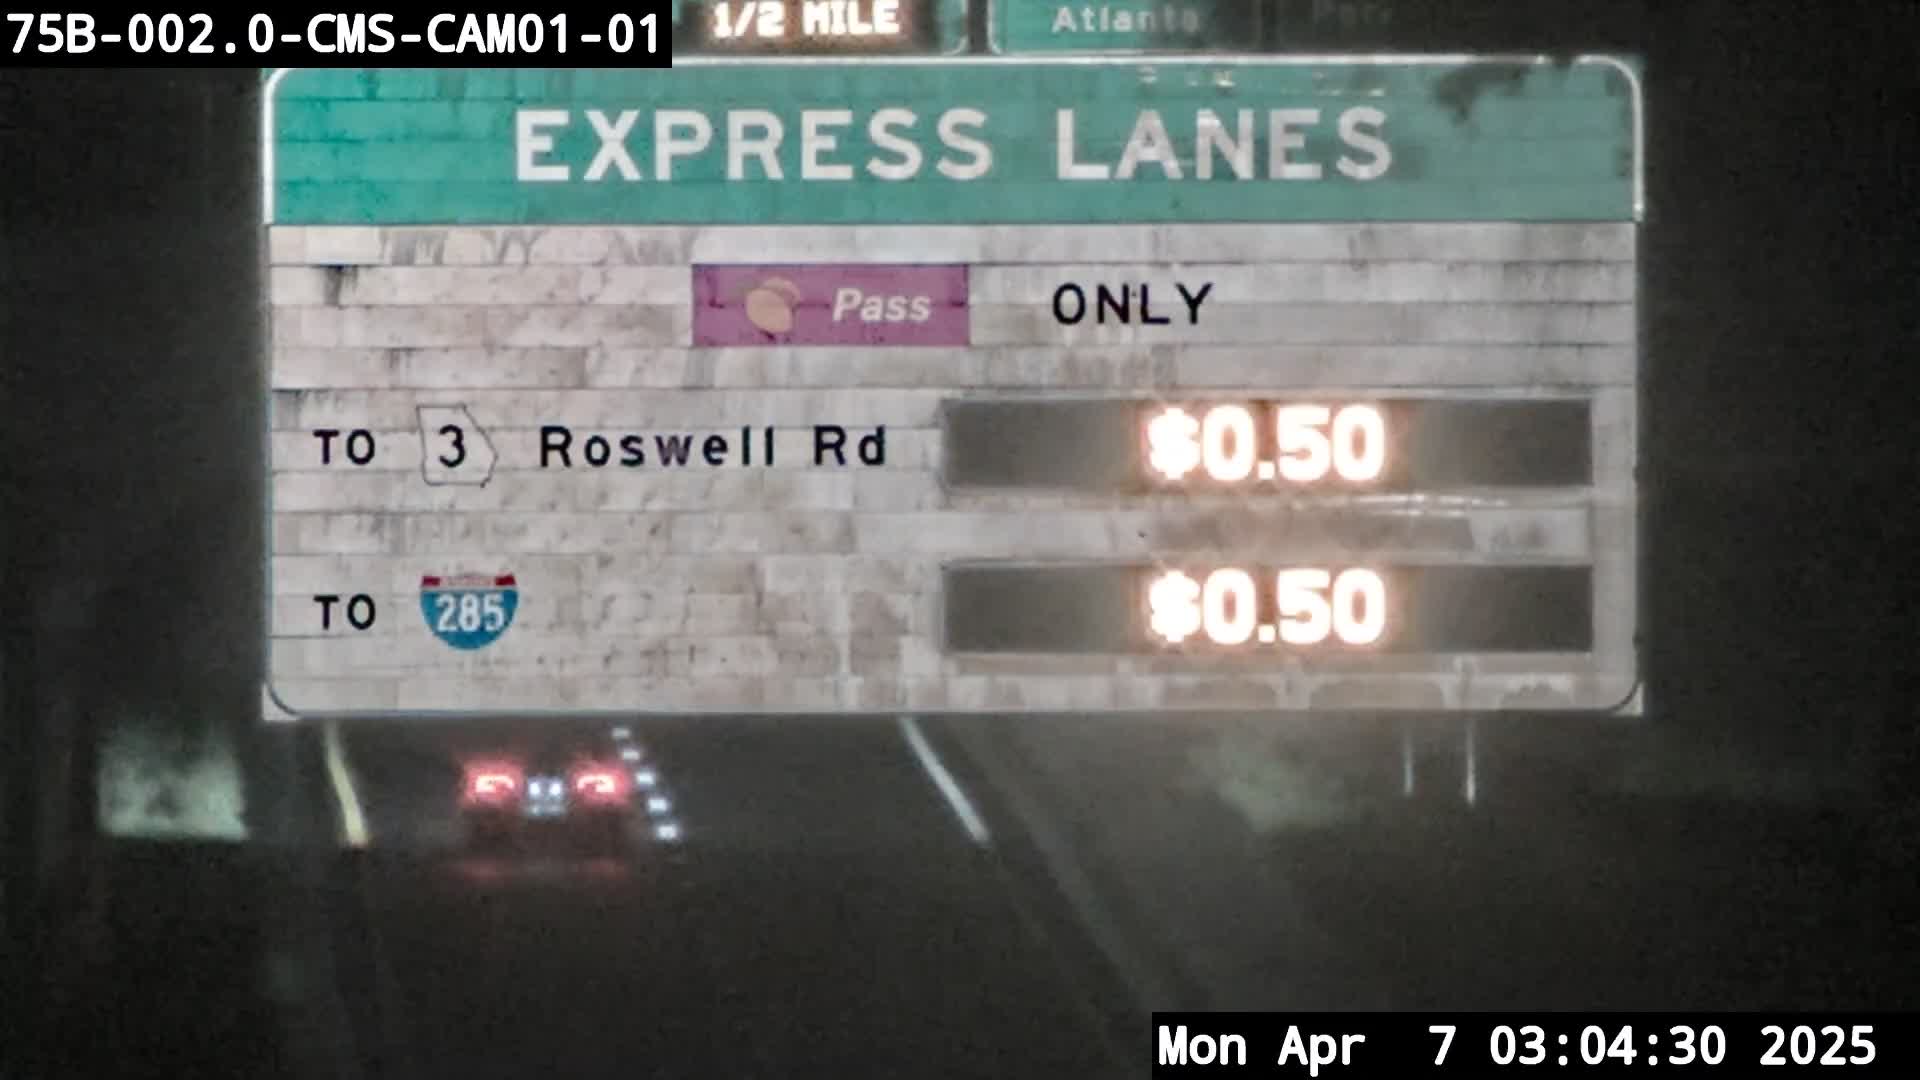 75B-002.0-CMS-CAM01-01
1/2 MILE
Atlanta
EXPRESS LANES
Pass ONLY
TO 3 Roswell Rd $0.50
TO 285 $0.50
Mon Apr 7 03:04:30 2025